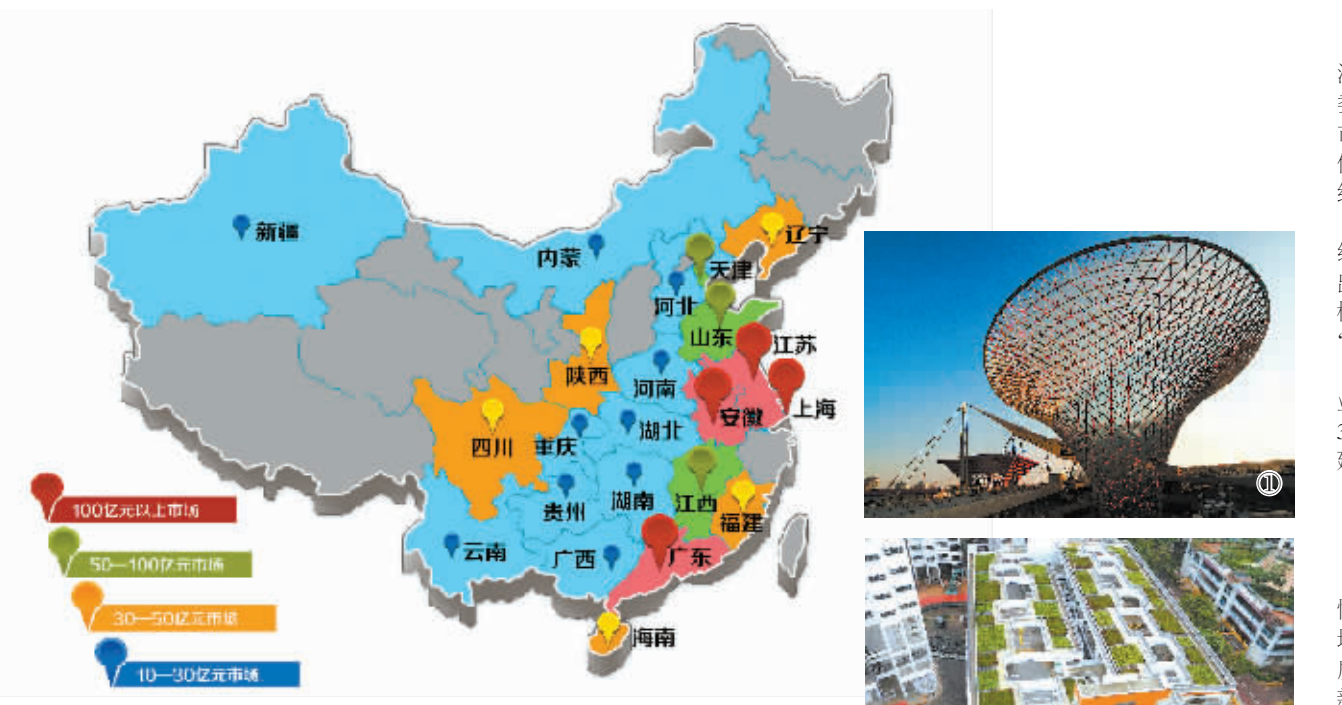 新疆
内蒙
辽宁
天津
河北
山东
江苏
陕西
河南
上海
安徽
湖北
四川
重庆
湖南
江西
贵州
福建
云南
广西
广东
海南
100亿元以上市场
50—100亿元市场
30—50亿元市场
10—30亿元市场
①